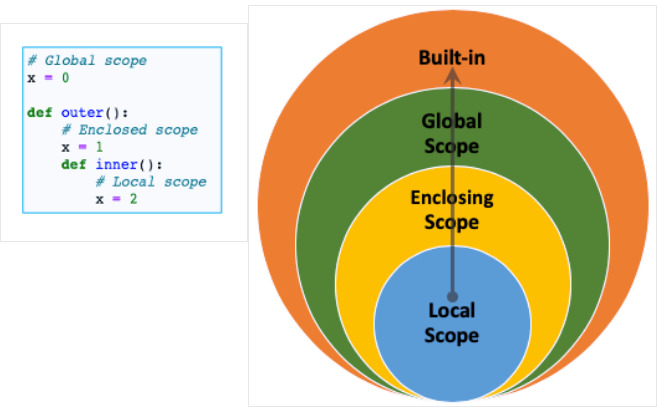 # Global scope
x = 0
def outer():
    # Enclosed scope
    x = 1
    def inner():
        # Local scope
        x = 2
Built-in
Global
Scope
Enclosing
Scope
Local
Scope